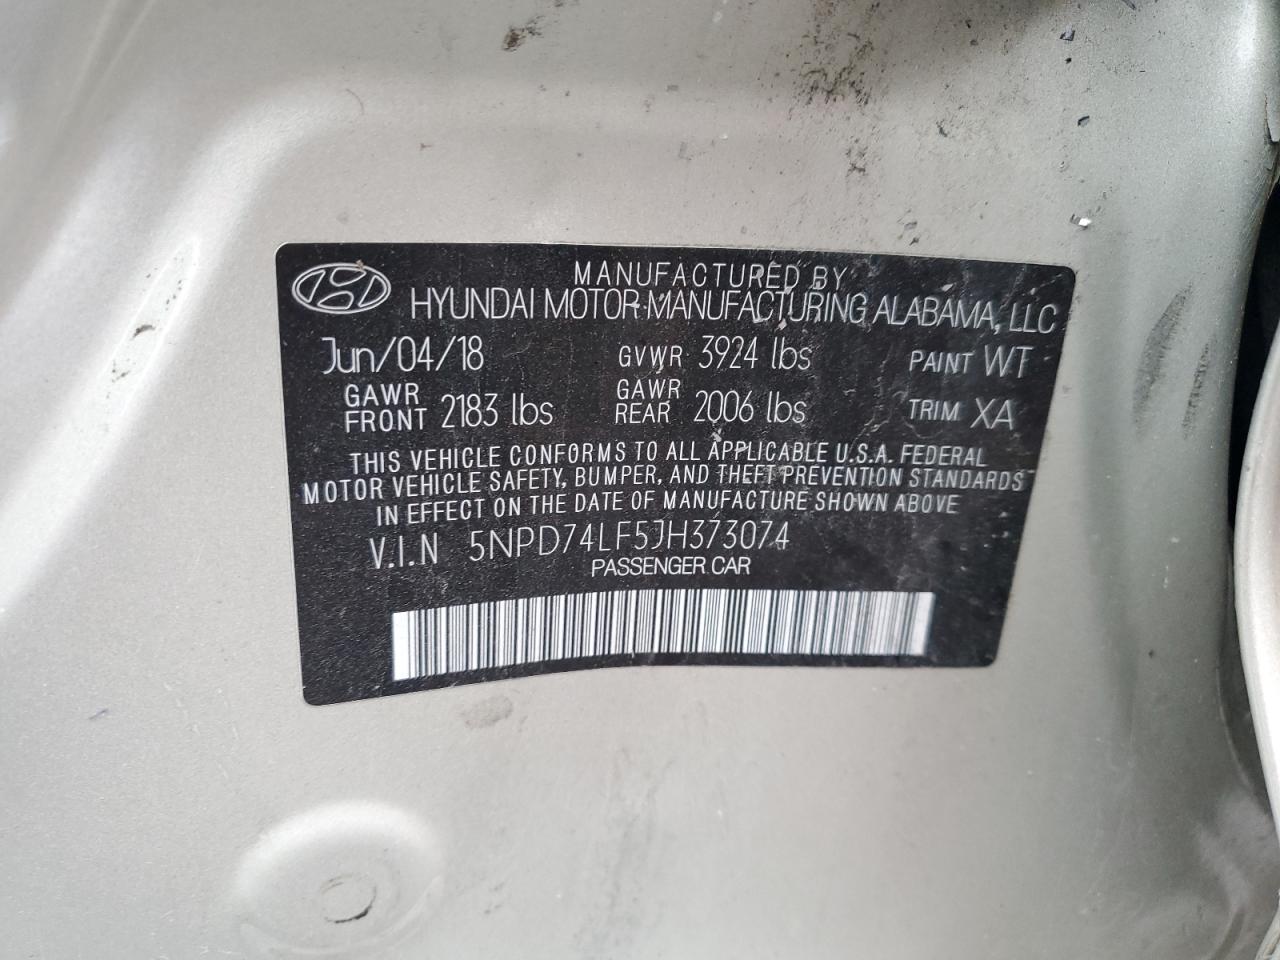 MANUFACTURED BY
HYUNDAI MOTOR MANUFACTURING ALABAMA, LLC
Jun/04/18 GVWR 3924 lbs PAINT WT
GAWR FRONT 2183 lbs GAWR REAR 2006 lbs TRIM XA
THIS VEHICLE CONFORMS TO ALL APPLICABLE U.S.A. FEDERAL
MOTOR VEHICLE SAFETY, BUMPER, AND THEFT PREVENTION STANDARDS
IN EFFECT ON THE DATE OF MANUFACTURE SHOWN ABOVE
V.I.N 5NPD74LF5JH373074
PASSENGER CAR